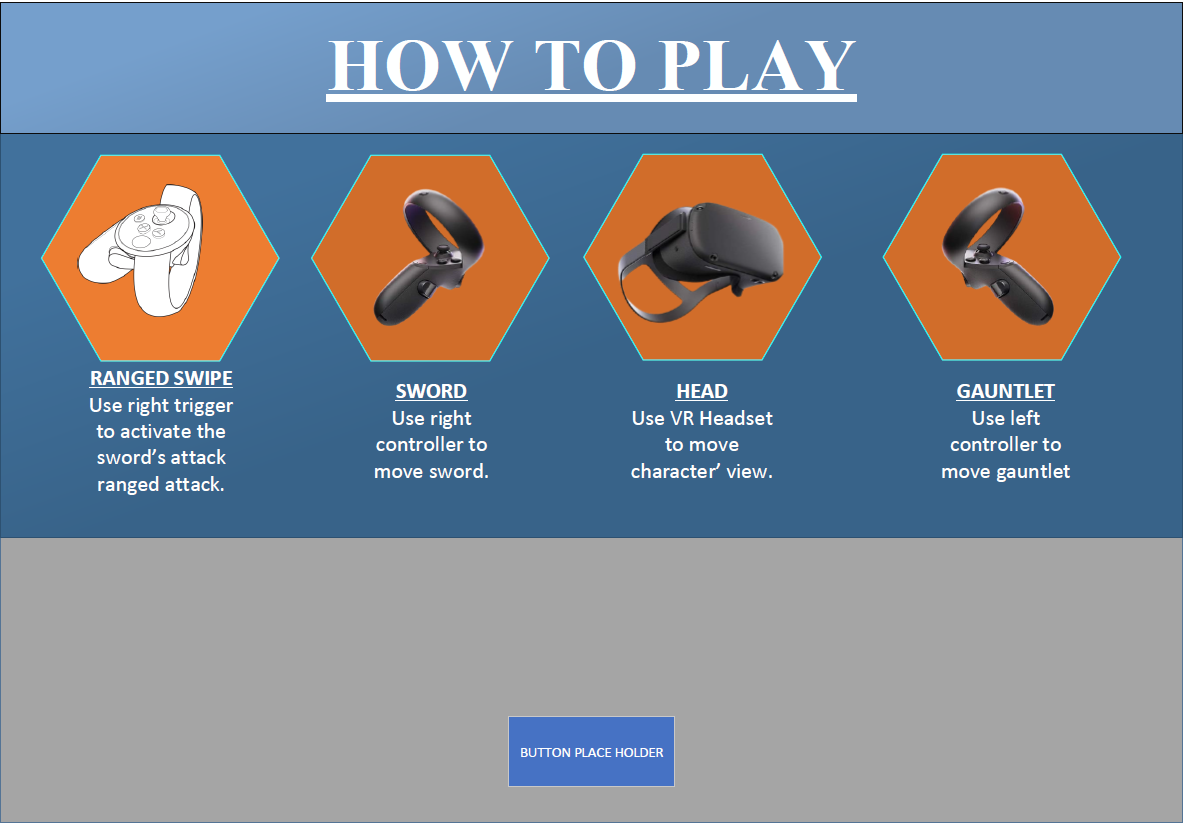 HOW TO PLAY
RANGED SWIPE
Use right trigger
to activate the
sword’s attack
ranged attack.
SWORD
Use right
controller to
move sword.
HEAD
Use VR Headset
to move
character’ view.
GAUNTLET
Use left
controller to
move gauntlet
BUTTON PLACE HOLDER